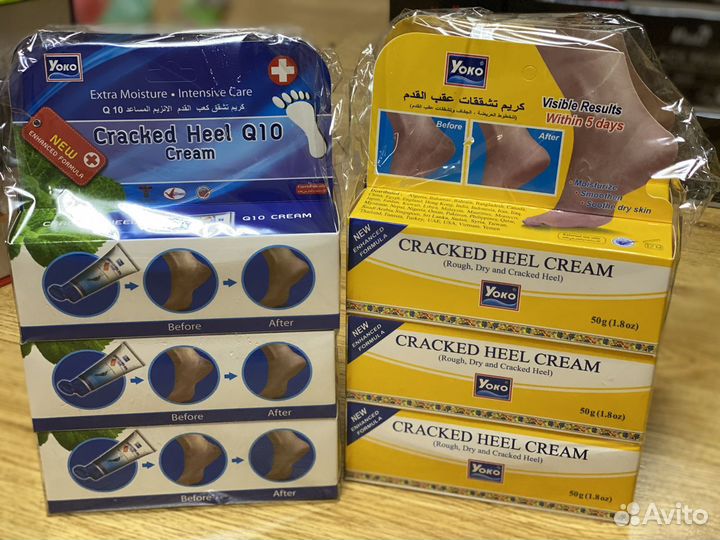 YOKO
Extra Moisture • Intensive Care
كريم تشقق كعب القدم الانزيم المساعد Q 10
Cracked Heel Q10
Cream
NEW
ENHANCED FORMULA
Q10 CREAM
Before
After
Before
After
Before
After
YOKO
كريم تشققات عقب القدم
Before
After
Visible Results
Within 5 days
• Moisturize
• Smoothen
• Soothe dry skin
NEW
ENHANCED
FORMULA
CRACKED HEEL CREAM
(Rough, Dry and Cracked Heel)
YOKO
50g (1.8oz)
NEW
ENHANCED
FORMULA
CRACKED HEEL CREAM
(Rough, Dry and Cracked Heel)
YOKO
50g (1.8oz)
NEW
ENHANCED
FORMULA
CRACKED HEEL CREAM
(Rough, Dry and Cracked Heel)
YOKO
50g (1.8oz)
Avito